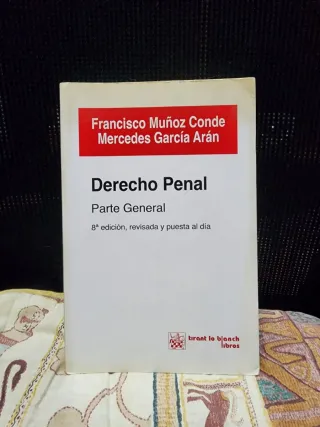 Francisco Muñoz Conde
Mercedes García Arán
Derecho Penal
Parte General
8ª edición, revisada y puesta al día
tirant lo blanch
libros